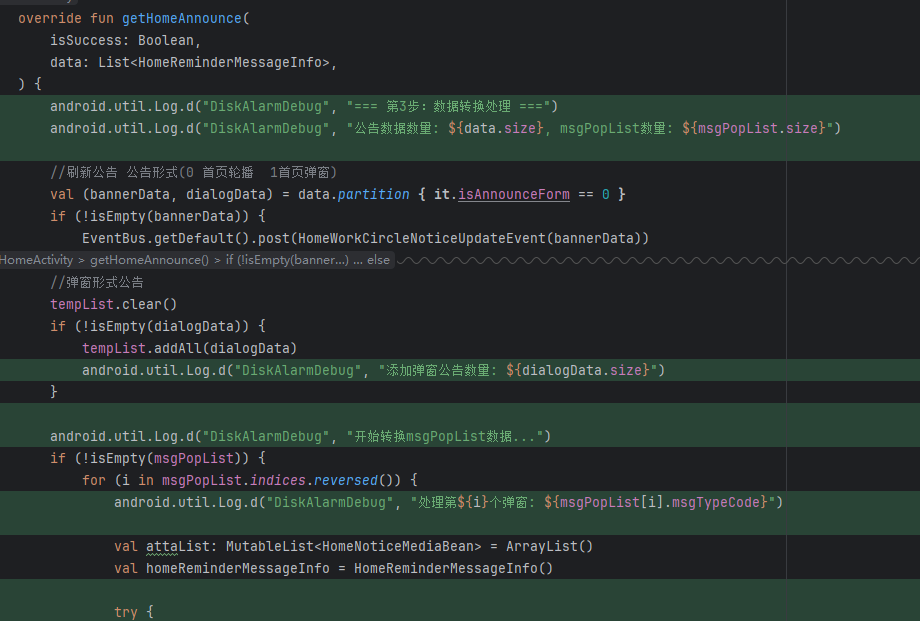 override fun getHomeAnnounce(
isSuccess: Boolean,
data: List<HomeReminderMessageInfo>,
) {
android.util.Log.d("DiskAlarmDebug", "=== 第3步: 数据转换处理 ===")
android.util.Log.d("DiskAlarmDebug", "公告数据数量: ${data.size}, msgPopList数量: ${msgPopList.size}")
//刷新公告 公告形式(0 首页轮播  1首页弹窗)
val (bannerData, dialogData) = data.partition { it.isAnnounceForm == 0 }
if (!isEmpty(bannerData)) {
EventBus.getDefault().post(HomeWorkCircleNoticeUpdateEvent(bannerData))
HomeActivity > getHomeAnnounce() > if (!isEmpty(banner...) ... else
//弹窗形式公告
tempList.clear()
if (!isEmpty(dialogData)) {
tempList.addAll(dialogData)
android.util.Log.d("DiskAlarmDebug", "添加弹窗公告数量: ${dialogData.size}")
}
android.util.Log.d("DiskAlarmDebug", "开始转换msgPopList数据...")
if (!isEmpty(msgPopList)) {
for (i in msgPopList.indices.reversed()) {
android.util.Log.d("DiskAlarmDebug", "处理第${i}个弹窗: ${msgPopList[i].msgTypeCode}")
val attaList: MutableList<HomeNoticeMediaBean> = ArrayList()
val homeReminderMessageInfo = HomeReminderMessageInfo()
try {